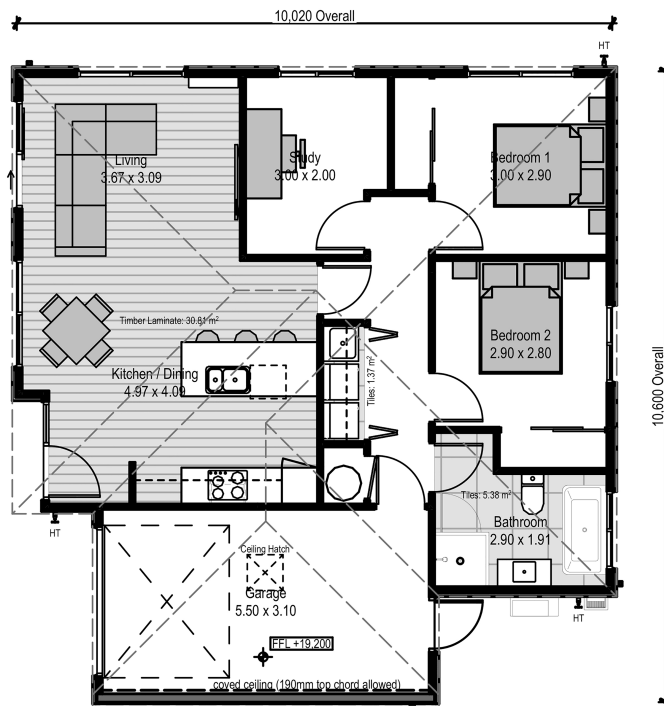 10,020 Overall
HT
Living
3.67 x 3.09
Study
3.00 x 2.00
Bedroom 1
3.00 x 2.90
Timber Laminate: 30.81 m²
Bedroom 2
2.90 x 2.80
Kitchen / Dining
4.97 x 4.09
Tiles: 1.37 m²
10,600 Overall
Tiles: 5.38 m²
Bathroom
2.90 x 1.91
HT
Ceiling Hatch
Garage
5.50 x 3.10
HT
FFL +19,200
coved ceiling (190mm top chord allowed)